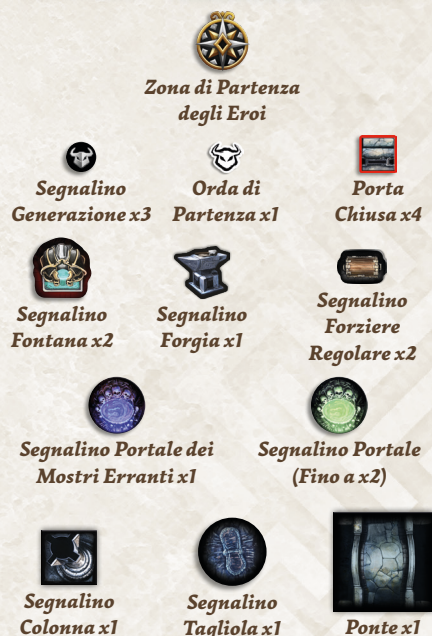 Zona di Partenza
degli Eroi
Segnalino
Generazione x3
Orda di
Partenza x1
Porta
Chiusa x4
Segnalino
Fontana x2
Segnalino
Forgia x1
Segnalino
Forziere
Regolare x2
Segnalino Portale dei
Mostri Erranti x1
Segnalino Portale
(Fino a x2)
Segnalino
Colonna x1
Segnalino
Tagliola x1
Ponte x1